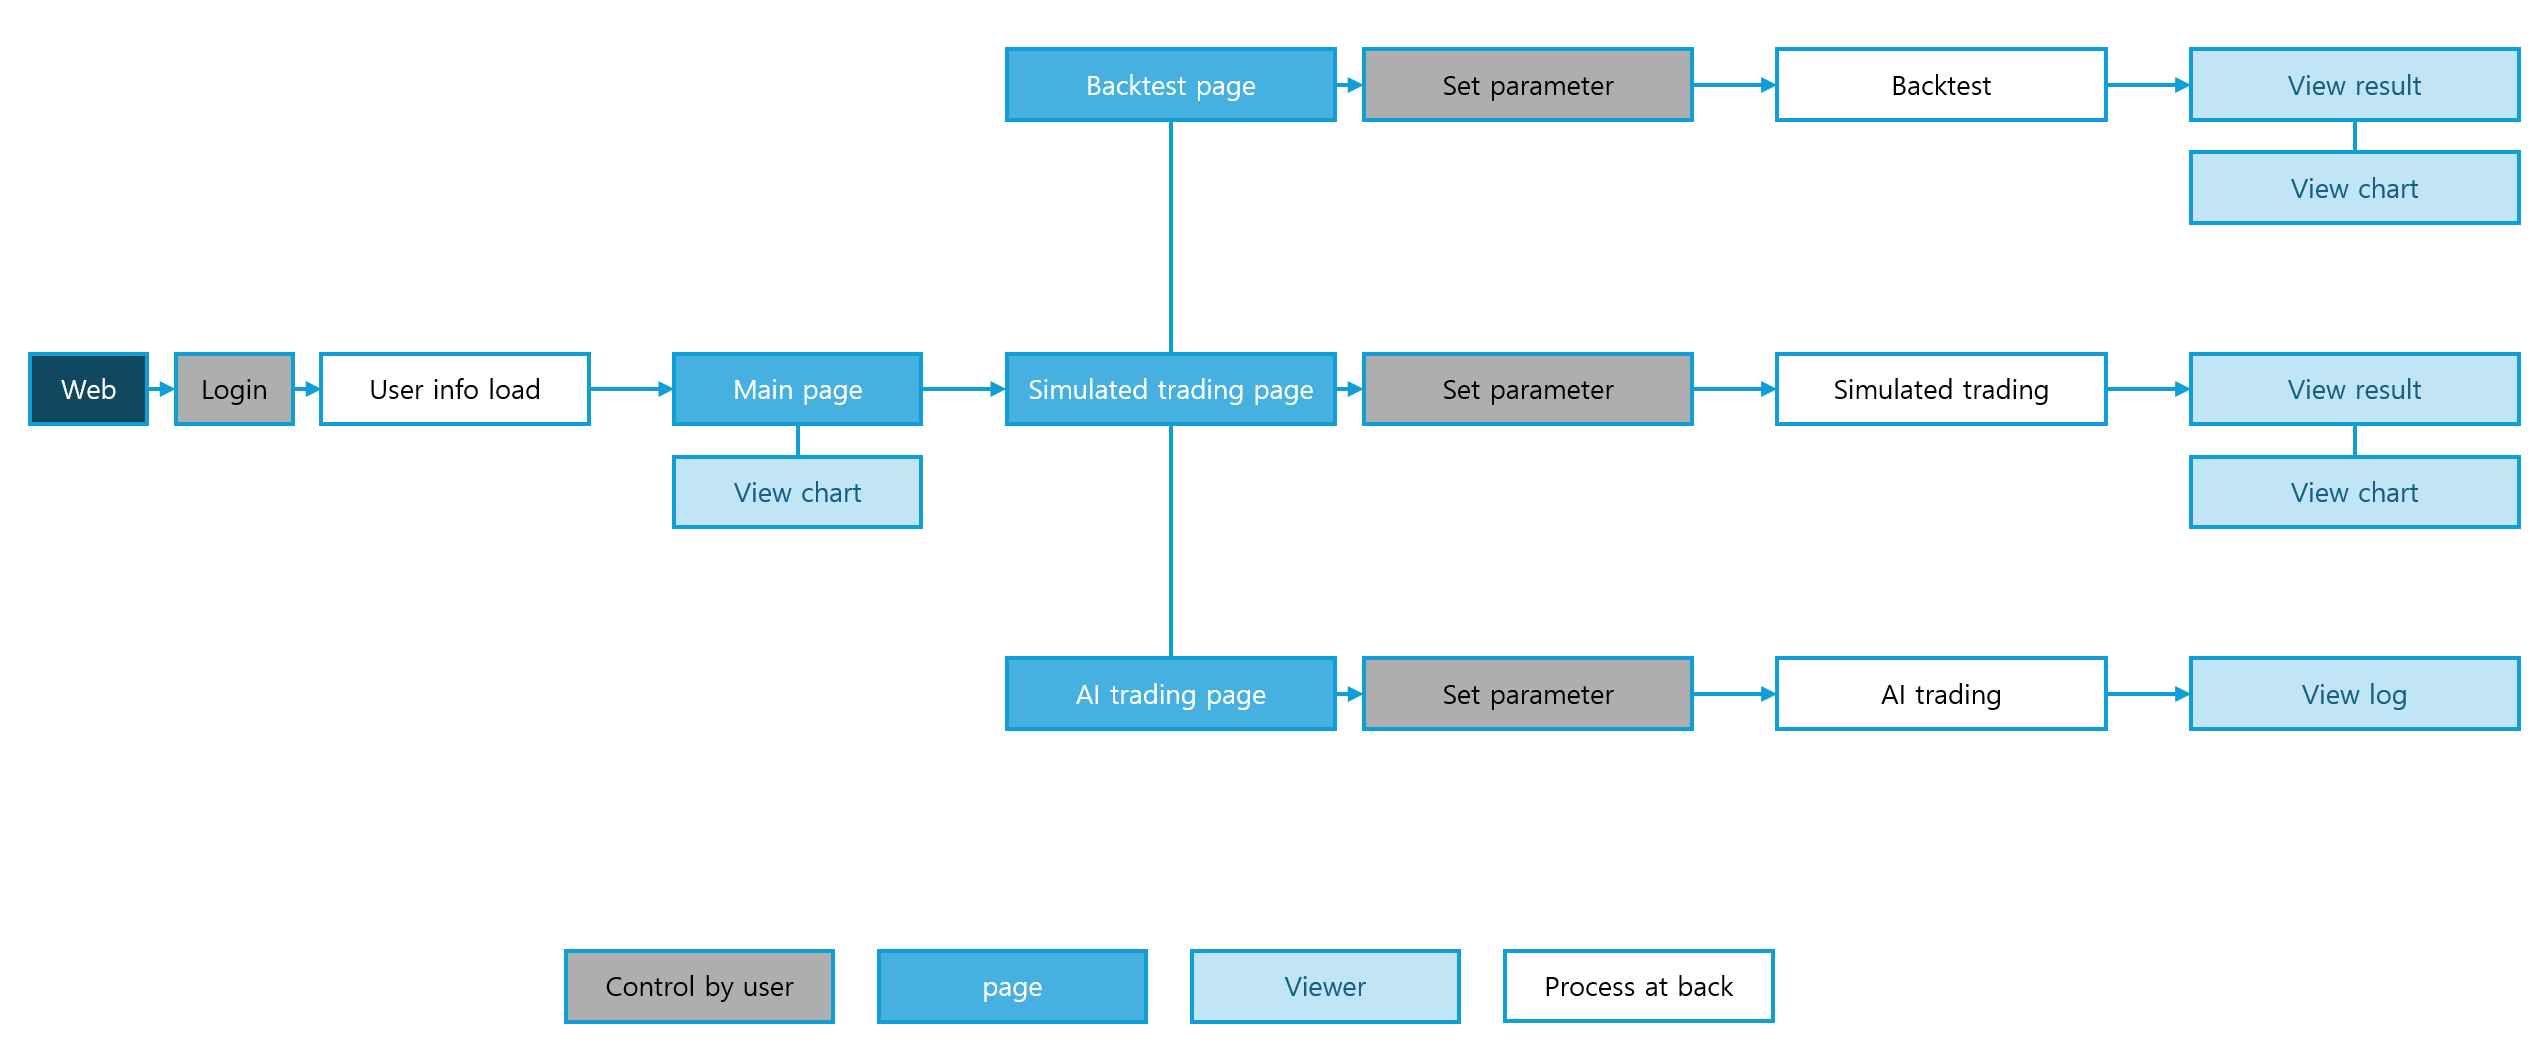 Backtest page
Set parameter
Backtest
View result
View chart
Web
Login
User info load
Main page
Simulated trading page
Set parameter
Simulated trading
View result
View chart
View chart
AI trading page
Set parameter
AI trading
View log
Control by user
page
Viewer
Process at back